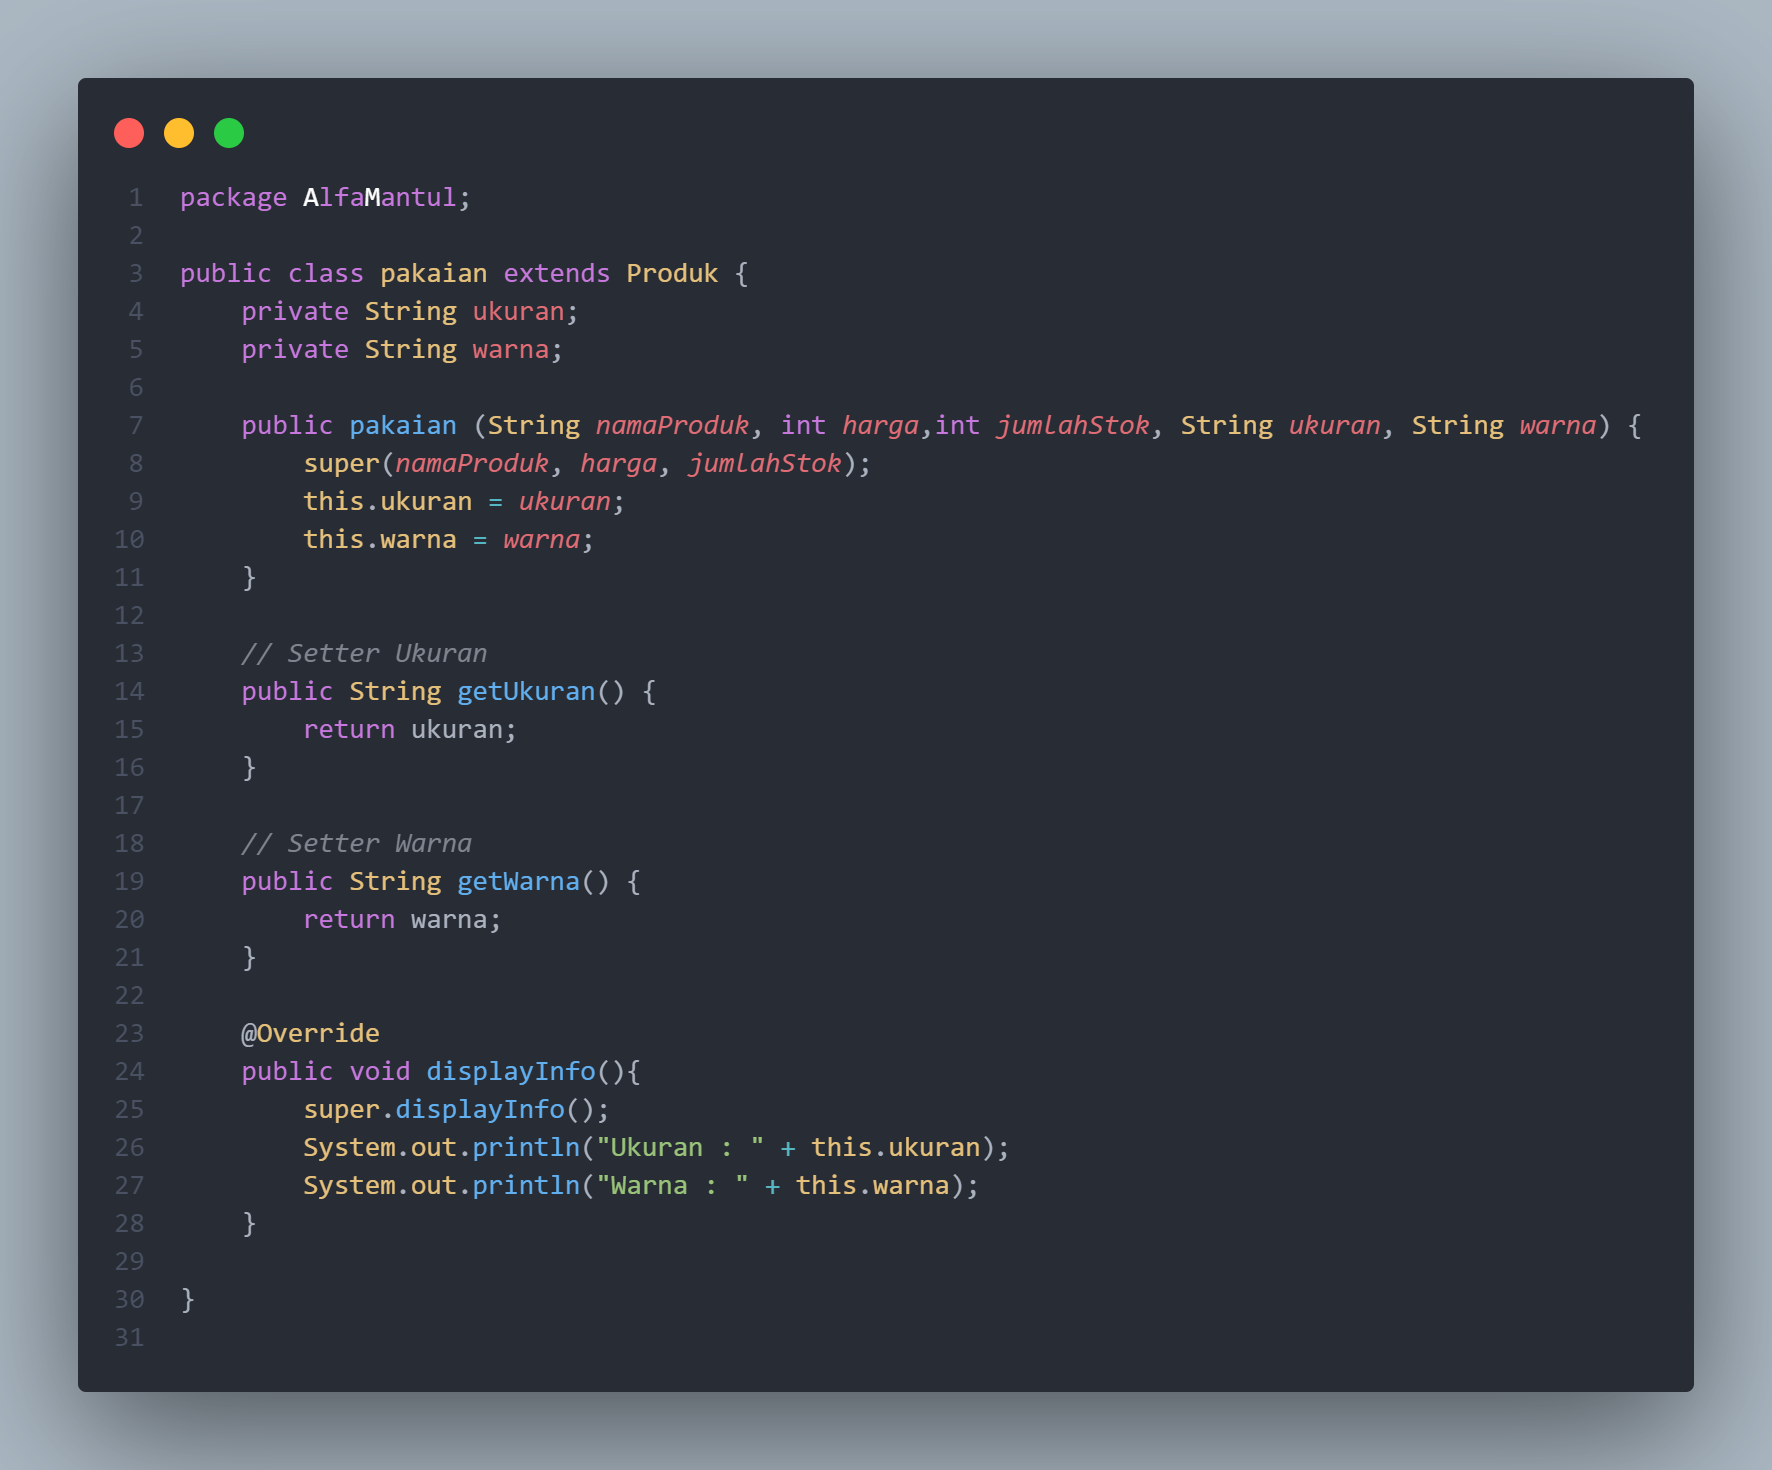 1 package AlfaMantul;
2
3 public class pakaian extends Produk {
4     private String ukuran;
5     private String warna;
6
7     public pakaian (String namaProduk, int harga,int jumlahStok, String ukuran, String warna) {
8         super(namaProduk, harga, jumlahStok);
9         this.ukuran = ukuran;
10         this.warna = warna;
11     }
12
13     // Setter Ukuran
14     public String getUkuran() {
15         return ukuran;
16     }
17
18     // Setter Warna
19     public String getWarna() {
20         return warna;
21     }
22
23     @Override
24     public void displayInfo(){
25         super.displayInfo();
26         System.out.println("Ukuran : " + this.ukuran);
27         System.out.println("Warna : " + this.warna);
28     }
29
30 }
31